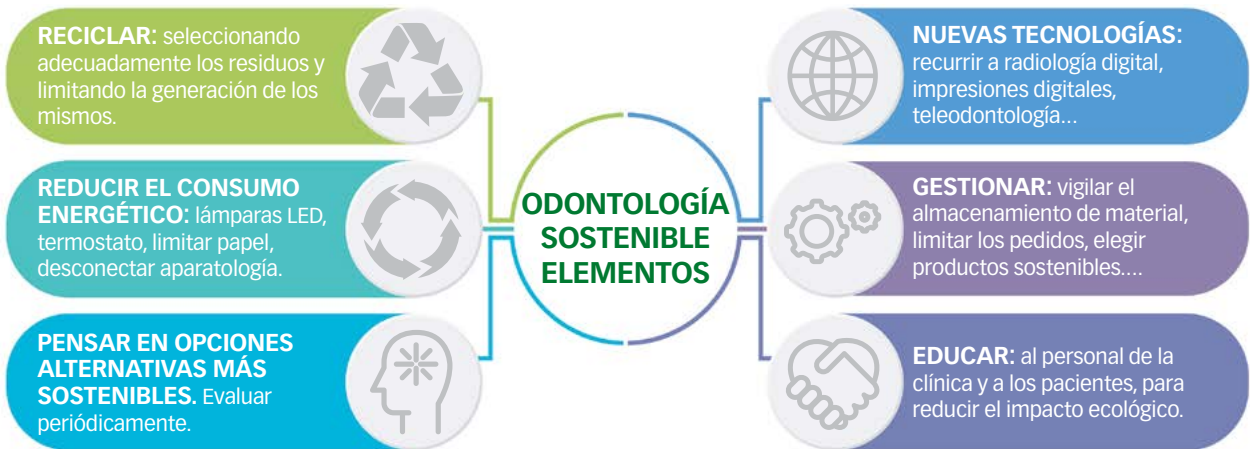 RECICLAR: seleccionando
adecuadamente los residuos y
limitando la generación de los
mismos.
REDUCIR EL CONSUMO
ENERGÉTICO: lámparas LED,
termostato, limitar papel,
desconectar aparatología.
PENSAR EN OPCIONES
ALTERNATIVAS MÁS
SOSTENIBLES. Evaluar
periódicamente.
ODONTOLOGÍA
SOSTENIBLE
ELEMENTOS
NUEVAS TECNOLOGÍAS:
recurrir a radiología digital,
impresiones digitales,
teleodontología...
GESTIONAR: vigilar el
almacenamiento de material,
limitar los pedidos, elegir
productos sostenibles....
EDUCAR: al personal de la
clínica y a los pacientes, para
reducir el impacto ecológico.